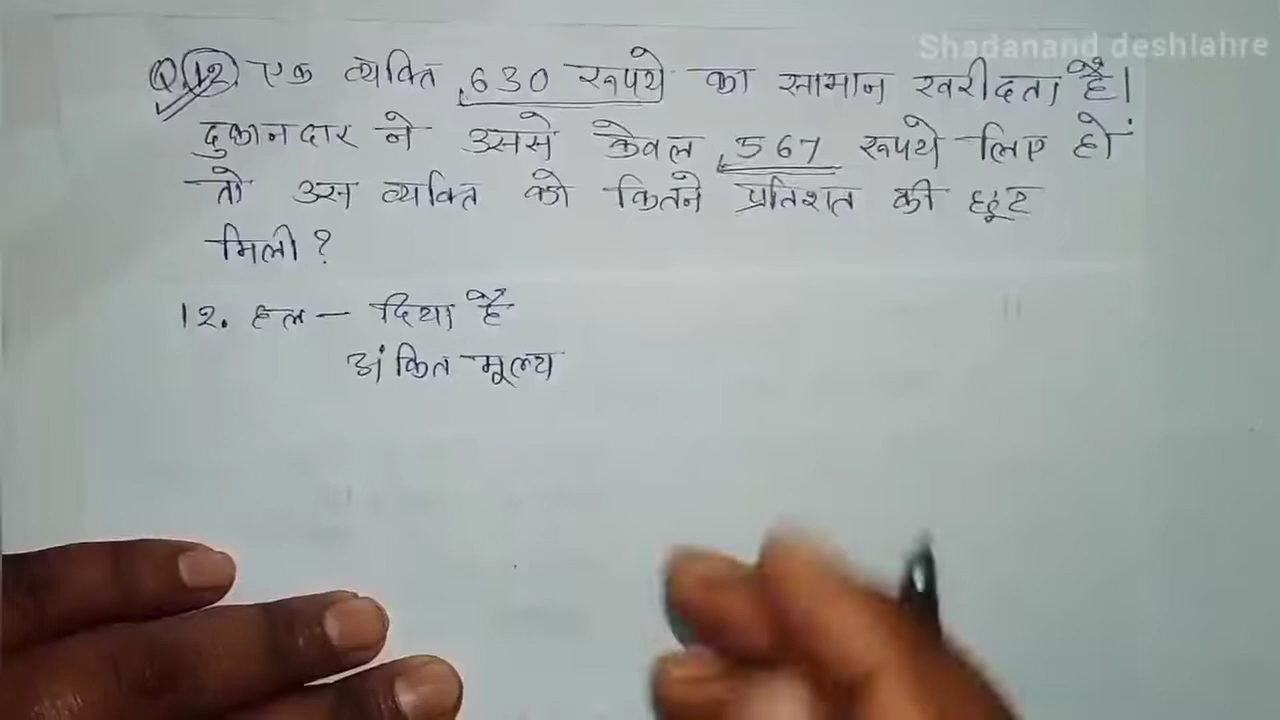 Shadanand deshlahre
Q 12 एक व्यक्ति 630 रूपये का सामान खरीदता है।
दुकानदार ने उससे केवल 567 रूपये लिए हों
तो उस व्यक्ति को कितने प्रतिशत की छूट
मिली ?
12. हल – दिया है
अंकित मूल्य